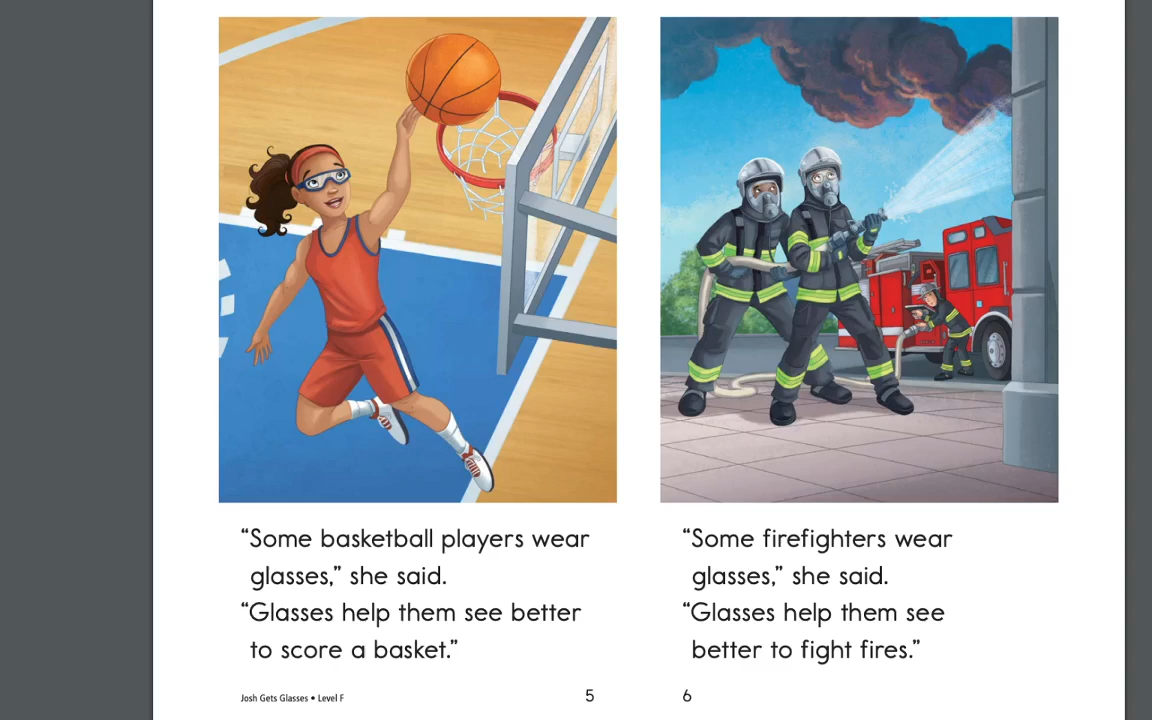 “Some basketball players wear
glasses,” she said.
“Glasses help them see better
to score a basket.”
Josh Gets Glasses • Level F
5
“Some firefighters wear
glasses,” she said.
“Glasses help them see
better to fight fires.”
6